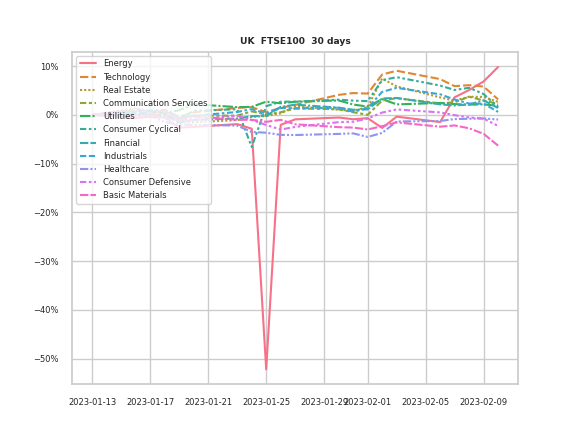 UK FTSE100 30 days
10%
0%
−10%
−20%
−30%
−40%
−50%
Energy
Technology
Real Estate
Communication Services
Utilities
Consumer Cyclical
Financial
Industrials
Healthcare
Consumer Defensive
Basic Materials
2023-01-13 2023-01-17 2023-01-21 2023-01-25 2023-01-29 2023-02-01 2023-02-05 2023-02-09